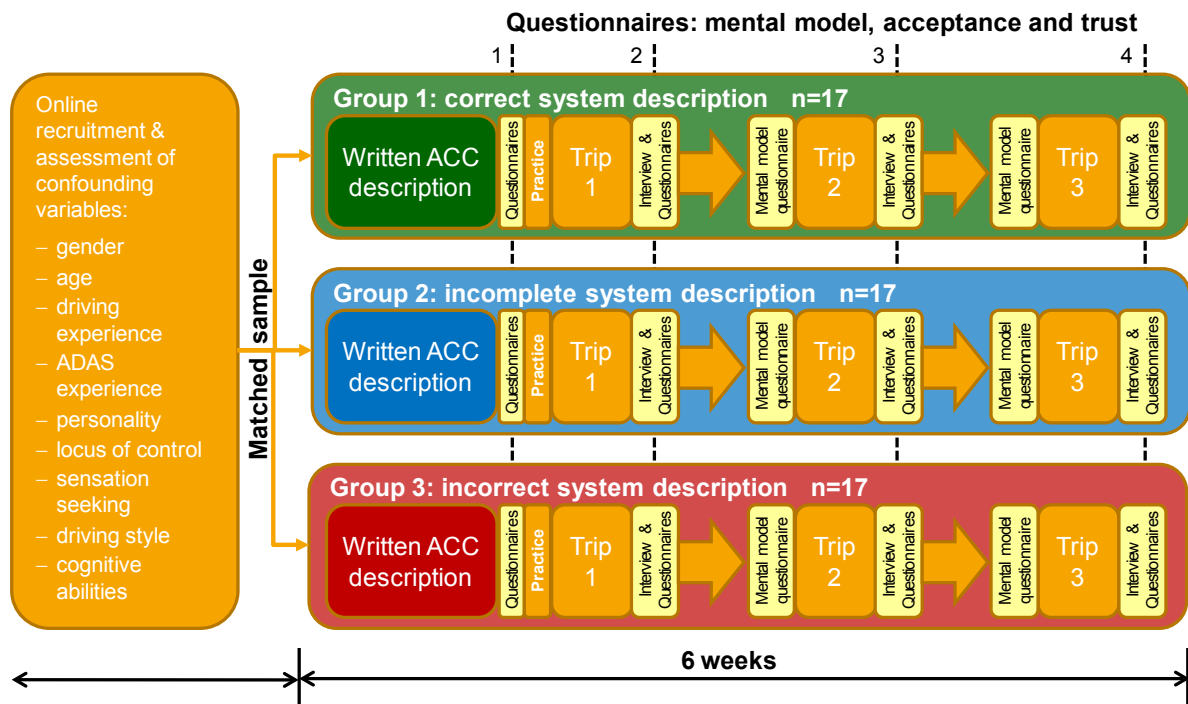 Questionnaires: mental model, acceptance and trust
1
2
3
4
Online
recruitment &
assessment of
confounding
variables:
– gender
– age
– driving
experience
– ADAS
experience
– personality
– locus of control
– sensation
seeking
– driving style
– cognitive
abilities
Matched sample
Group 1: correct system description n=17
Written ACC
description
Questionnaires
Practice
Trip
1
Interview &
Questionnaires
Mental model
questionnaire
Trip
2
Interview &
Questionnaires
Mental model
questionnaire
Trip
3
Interview &
Questionnaires
Group 2: incomplete system description n=17
Written ACC
description
Questionnaires
Practice
Trip
1
Interview &
Questionnaires
Mental model
questionnaire
Trip
2
Interview &
Questionnaires
Mental model
questionnaire
Trip
3
Interview &
Questionnaires
Group 3: incorrect system description n=17
Written ACC
description
Questionnaires
Practice
Trip
1
Interview &
Questionnaires
Mental model
questionnaire
Trip
2
Interview &
Questionnaires
Mental model
questionnaire
Trip
3
Interview &
Questionnaires
6 weeks